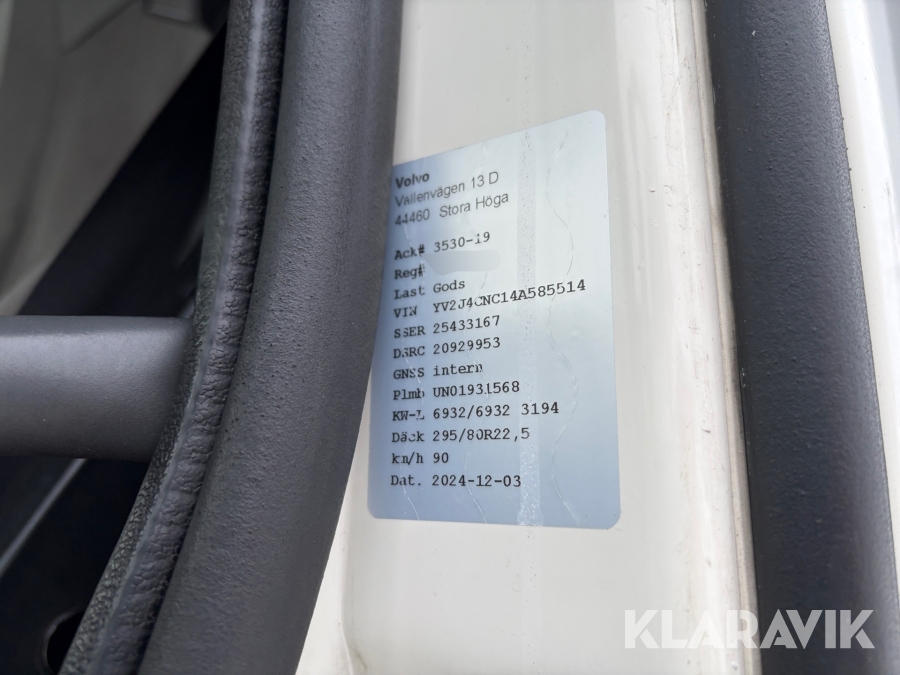 Volvo
Vallenvägen 13 D
44460 Stora Höga
Ack# 3530-19
Reg#
Last Gods
VIN YV2J4CNC14A585514
SSER 25433167
DSRC 20929953
GNSS intern
Plmb UN01931568
KW-L 6932/6932 3194
Däck 295/80R22,5
km/h 90
Dat. 2024-12-03
KLARAVIK